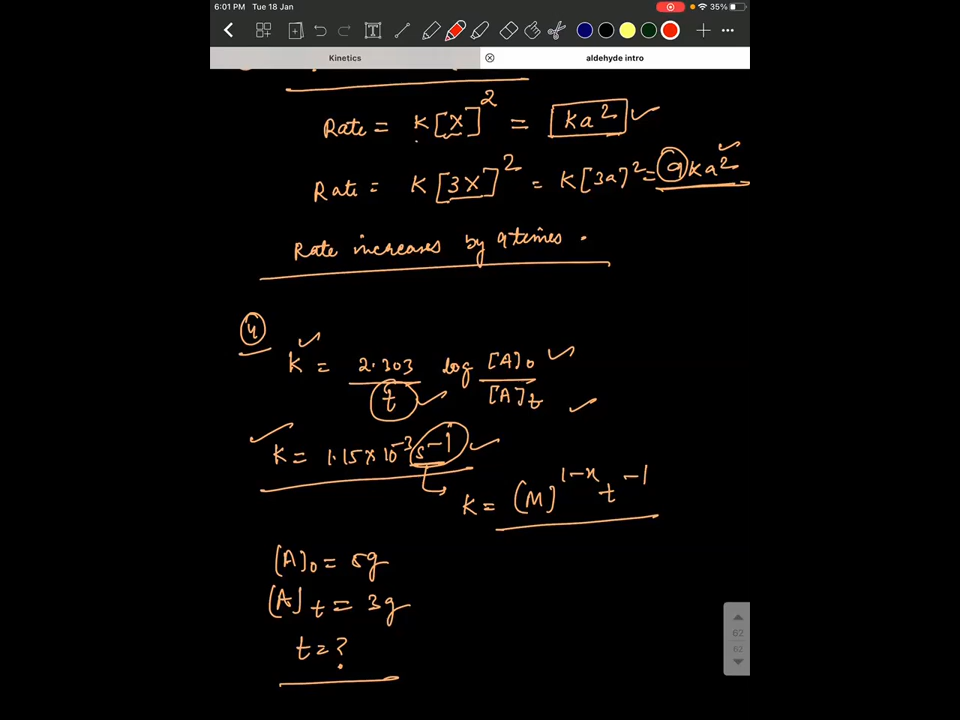 6:01 PM Tue 18 Jan 35%
Kinetics aldehyde intro
Rate = K[X]² = Ka²
Rate = K[3X]² = K[3a]² = 9Ka²
Rate increases by 9 times .
4
K = 2.303/t log [A]₀/[A]t
K = 1.15×10⁻³ s⁻¹
K = (M)¹⁻ⁿ t⁻¹
[A]₀ = 5g
[A]t = 3g
t = ?
62
62